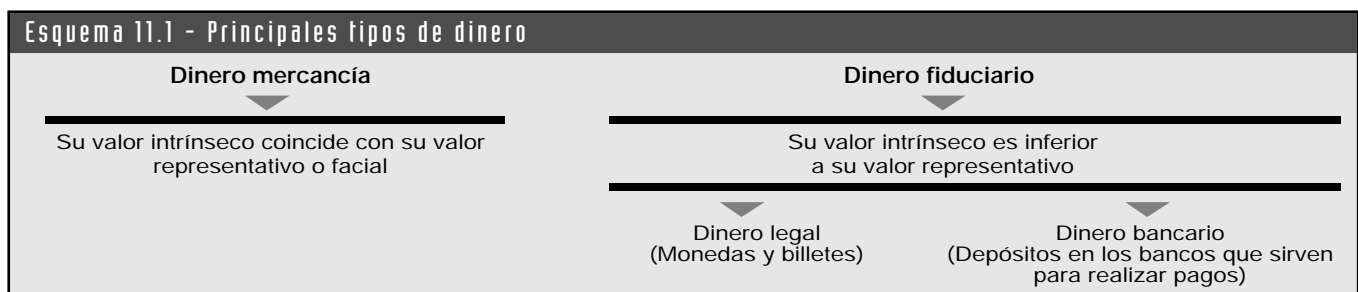 Esquema 11.1 - Principales tipos de dinero
Dinero mercancía
Su valor intrínseco coincide con su valor
representativo o facial
Dinero fiduciario
Su valor intrínseco es inferior
a su valor representativo
Dinero legal
(Monedas y billetes)
Dinero bancario
(Depósitos en los bancos que sirven
para realizar pagos)